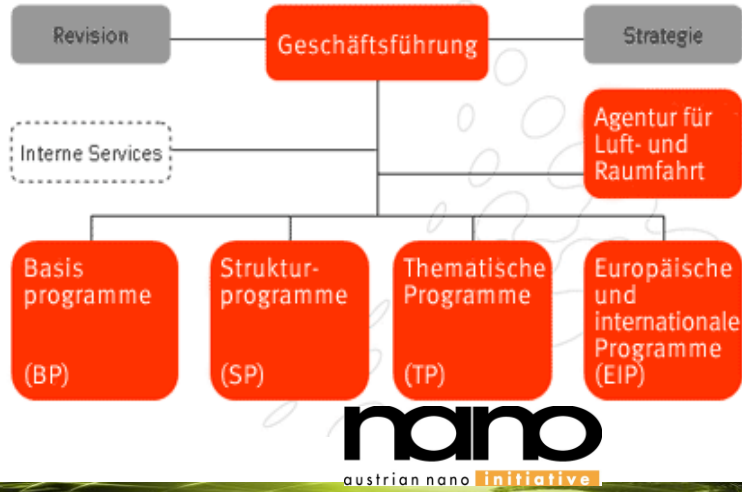 Revision
Geschäftsführung
Strategie
Interne Services
Agentur für
Luft- und
Raumfahrt
Basis
programme
(BP)
Struktur-
programme
(SP)
Thematische
Programme
(TP)
Europäische
und
internationale
Programme
(EIP)
nano
austrian nano initiative